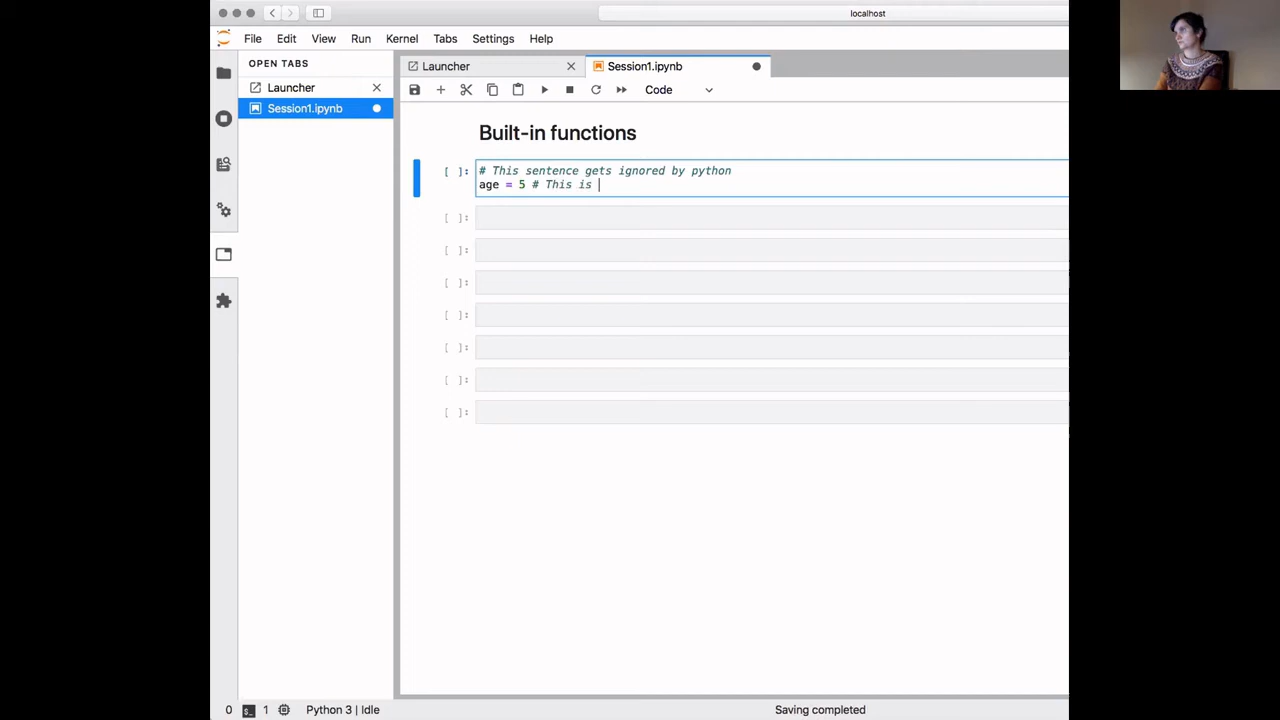 localhost
File Edit View Run Kernel Tabs Settings Help
OPEN TABS
Launcher
Session1.ipynb
Launcher
Session1.ipynb
Code
Built-in functions
[ ]: # This sentence gets ignored by python
age = 5 # This is
[ ]:
[ ]:
[ ]:
[ ]:
[ ]:
[ ]:
[ ]:
0 $_ 1 Python 3 | Idle Saving completed